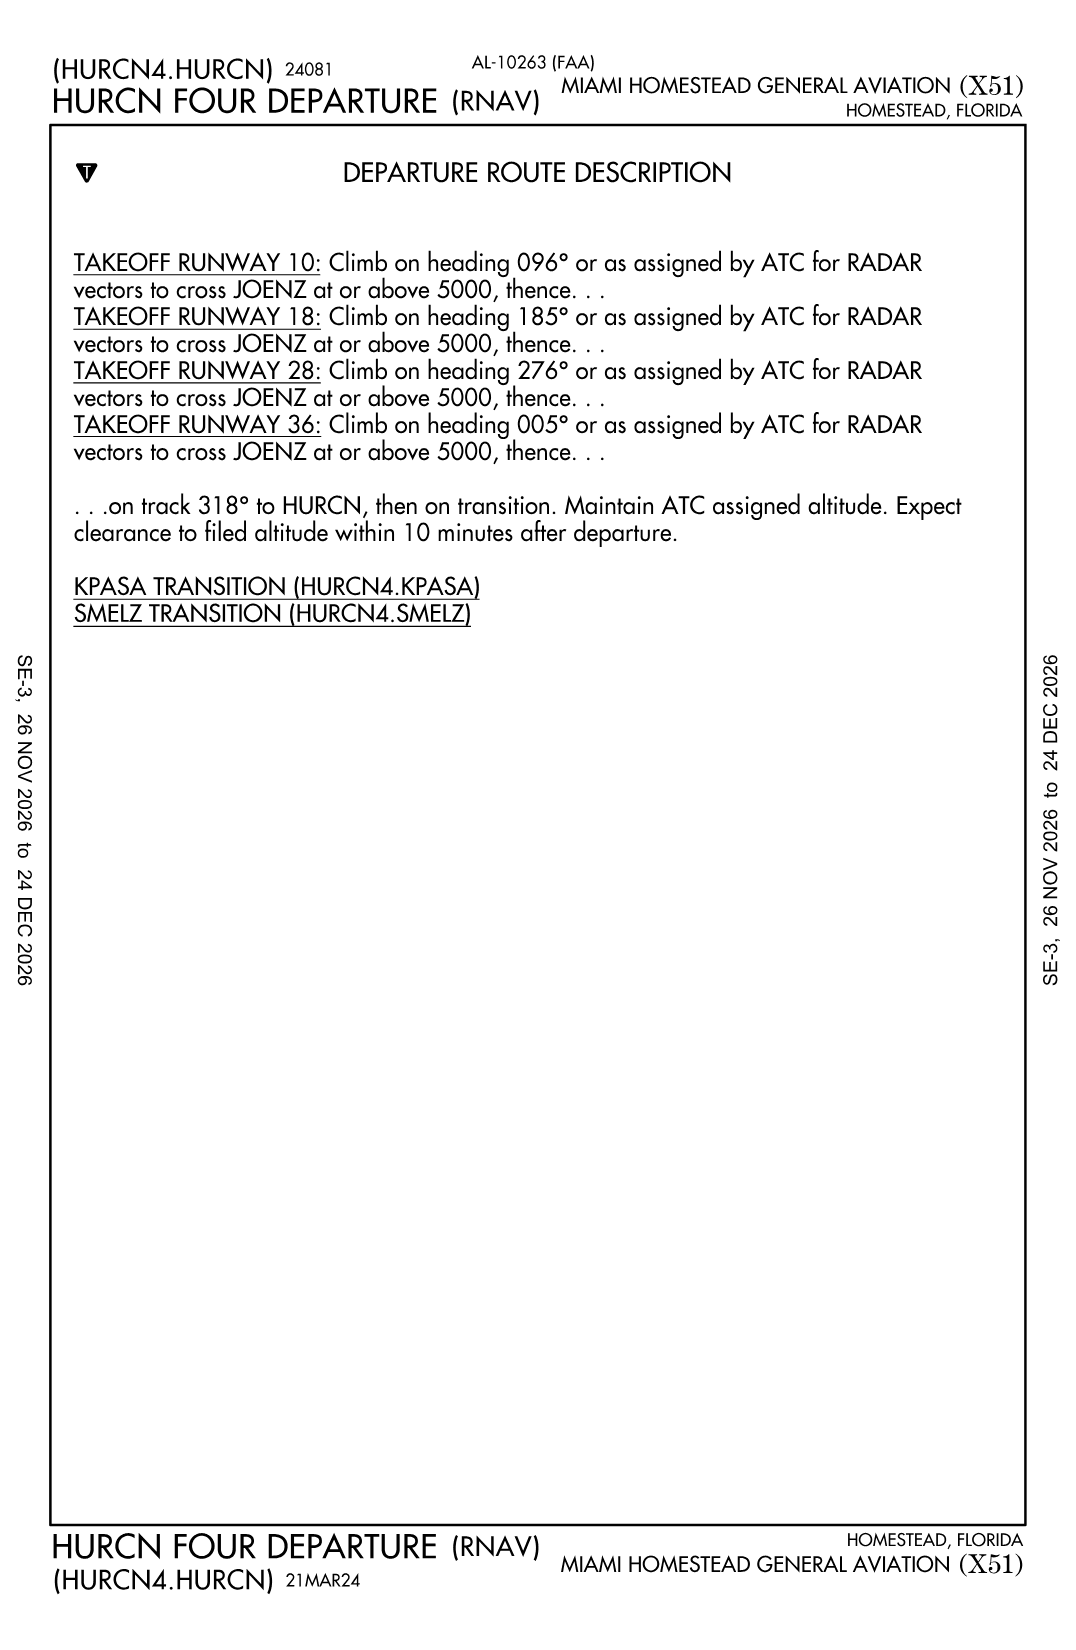 (HURCN4.HURCN) 24081
AL-10263 (FAA)
HURCN FOUR DEPARTURE (RNAV)
MIAMI HOMESTEAD GENERAL AVIATION (X51)
HOMESTEAD, FLORIDA
T
DEPARTURE ROUTE DESCRIPTION
TAKEOFF RUNWAY 10: Climb on heading 096° or as assigned by ATC for RADAR
vectors to cross JOENZ at or above 5000, thence. . .
TAKEOFF RUNWAY 18: Climb on heading 185° or as assigned by ATC for RADAR
vectors to cross JOENZ at or above 5000, thence. . .
TAKEOFF RUNWAY 28: Climb on heading 276° or as assigned by ATC for RADAR
vectors to cross JOENZ at or above 5000, thence. . .
TAKEOFF RUNWAY 36: Climb on heading 005° or as assigned by ATC for RADAR
vectors to cross JOENZ at or above 5000, thence. . .
. . .on track 318° to HURCN, then on transition. Maintain ATC assigned altitude. Expect
clearance to filed altitude within 10 minutes after departure.
KPASA TRANSITION (HURCN4.KPASA)
SMELZ TRANSITION (HURCN4.SMELZ)
SE-3, 26 NOV 2026 to 24 DEC 2026
SE-3, 26 NOV 2026 to 24 DEC 2026
HURCN FOUR DEPARTURE (RNAV)
(HURCN4.HURCN) 21MAR24
HOMESTEAD, FLORIDA
MIAMI HOMESTEAD GENERAL AVIATION (X51)